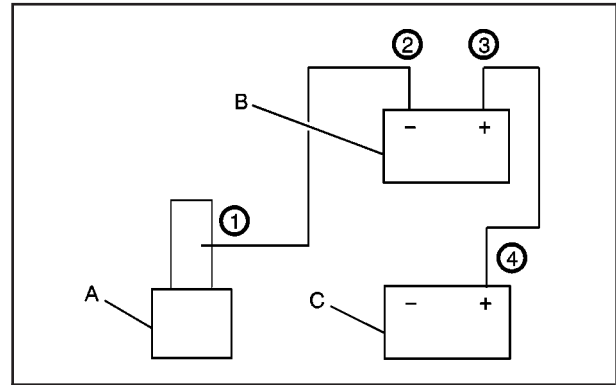 ② ③
B
− +
①
④
A
C
− +